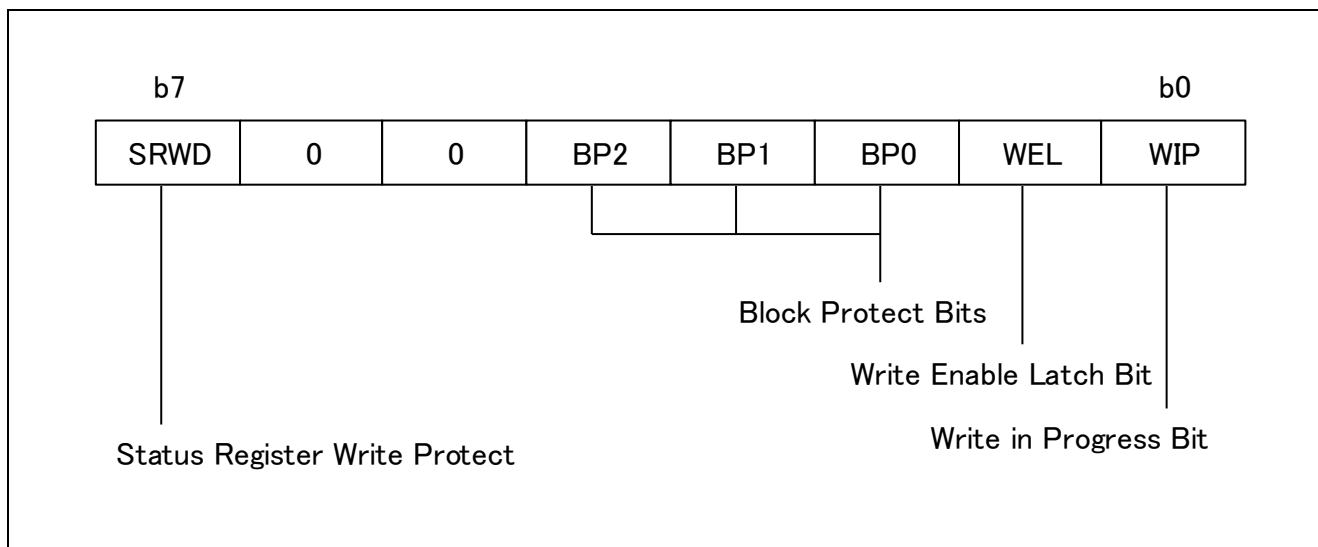 b7 b0
SRWD 0 0 BP2 BP1 BP0 WEL WIP
Block Protect Bits
Write Enable Latch Bit
Write in Progress Bit
Status Register Write Protect